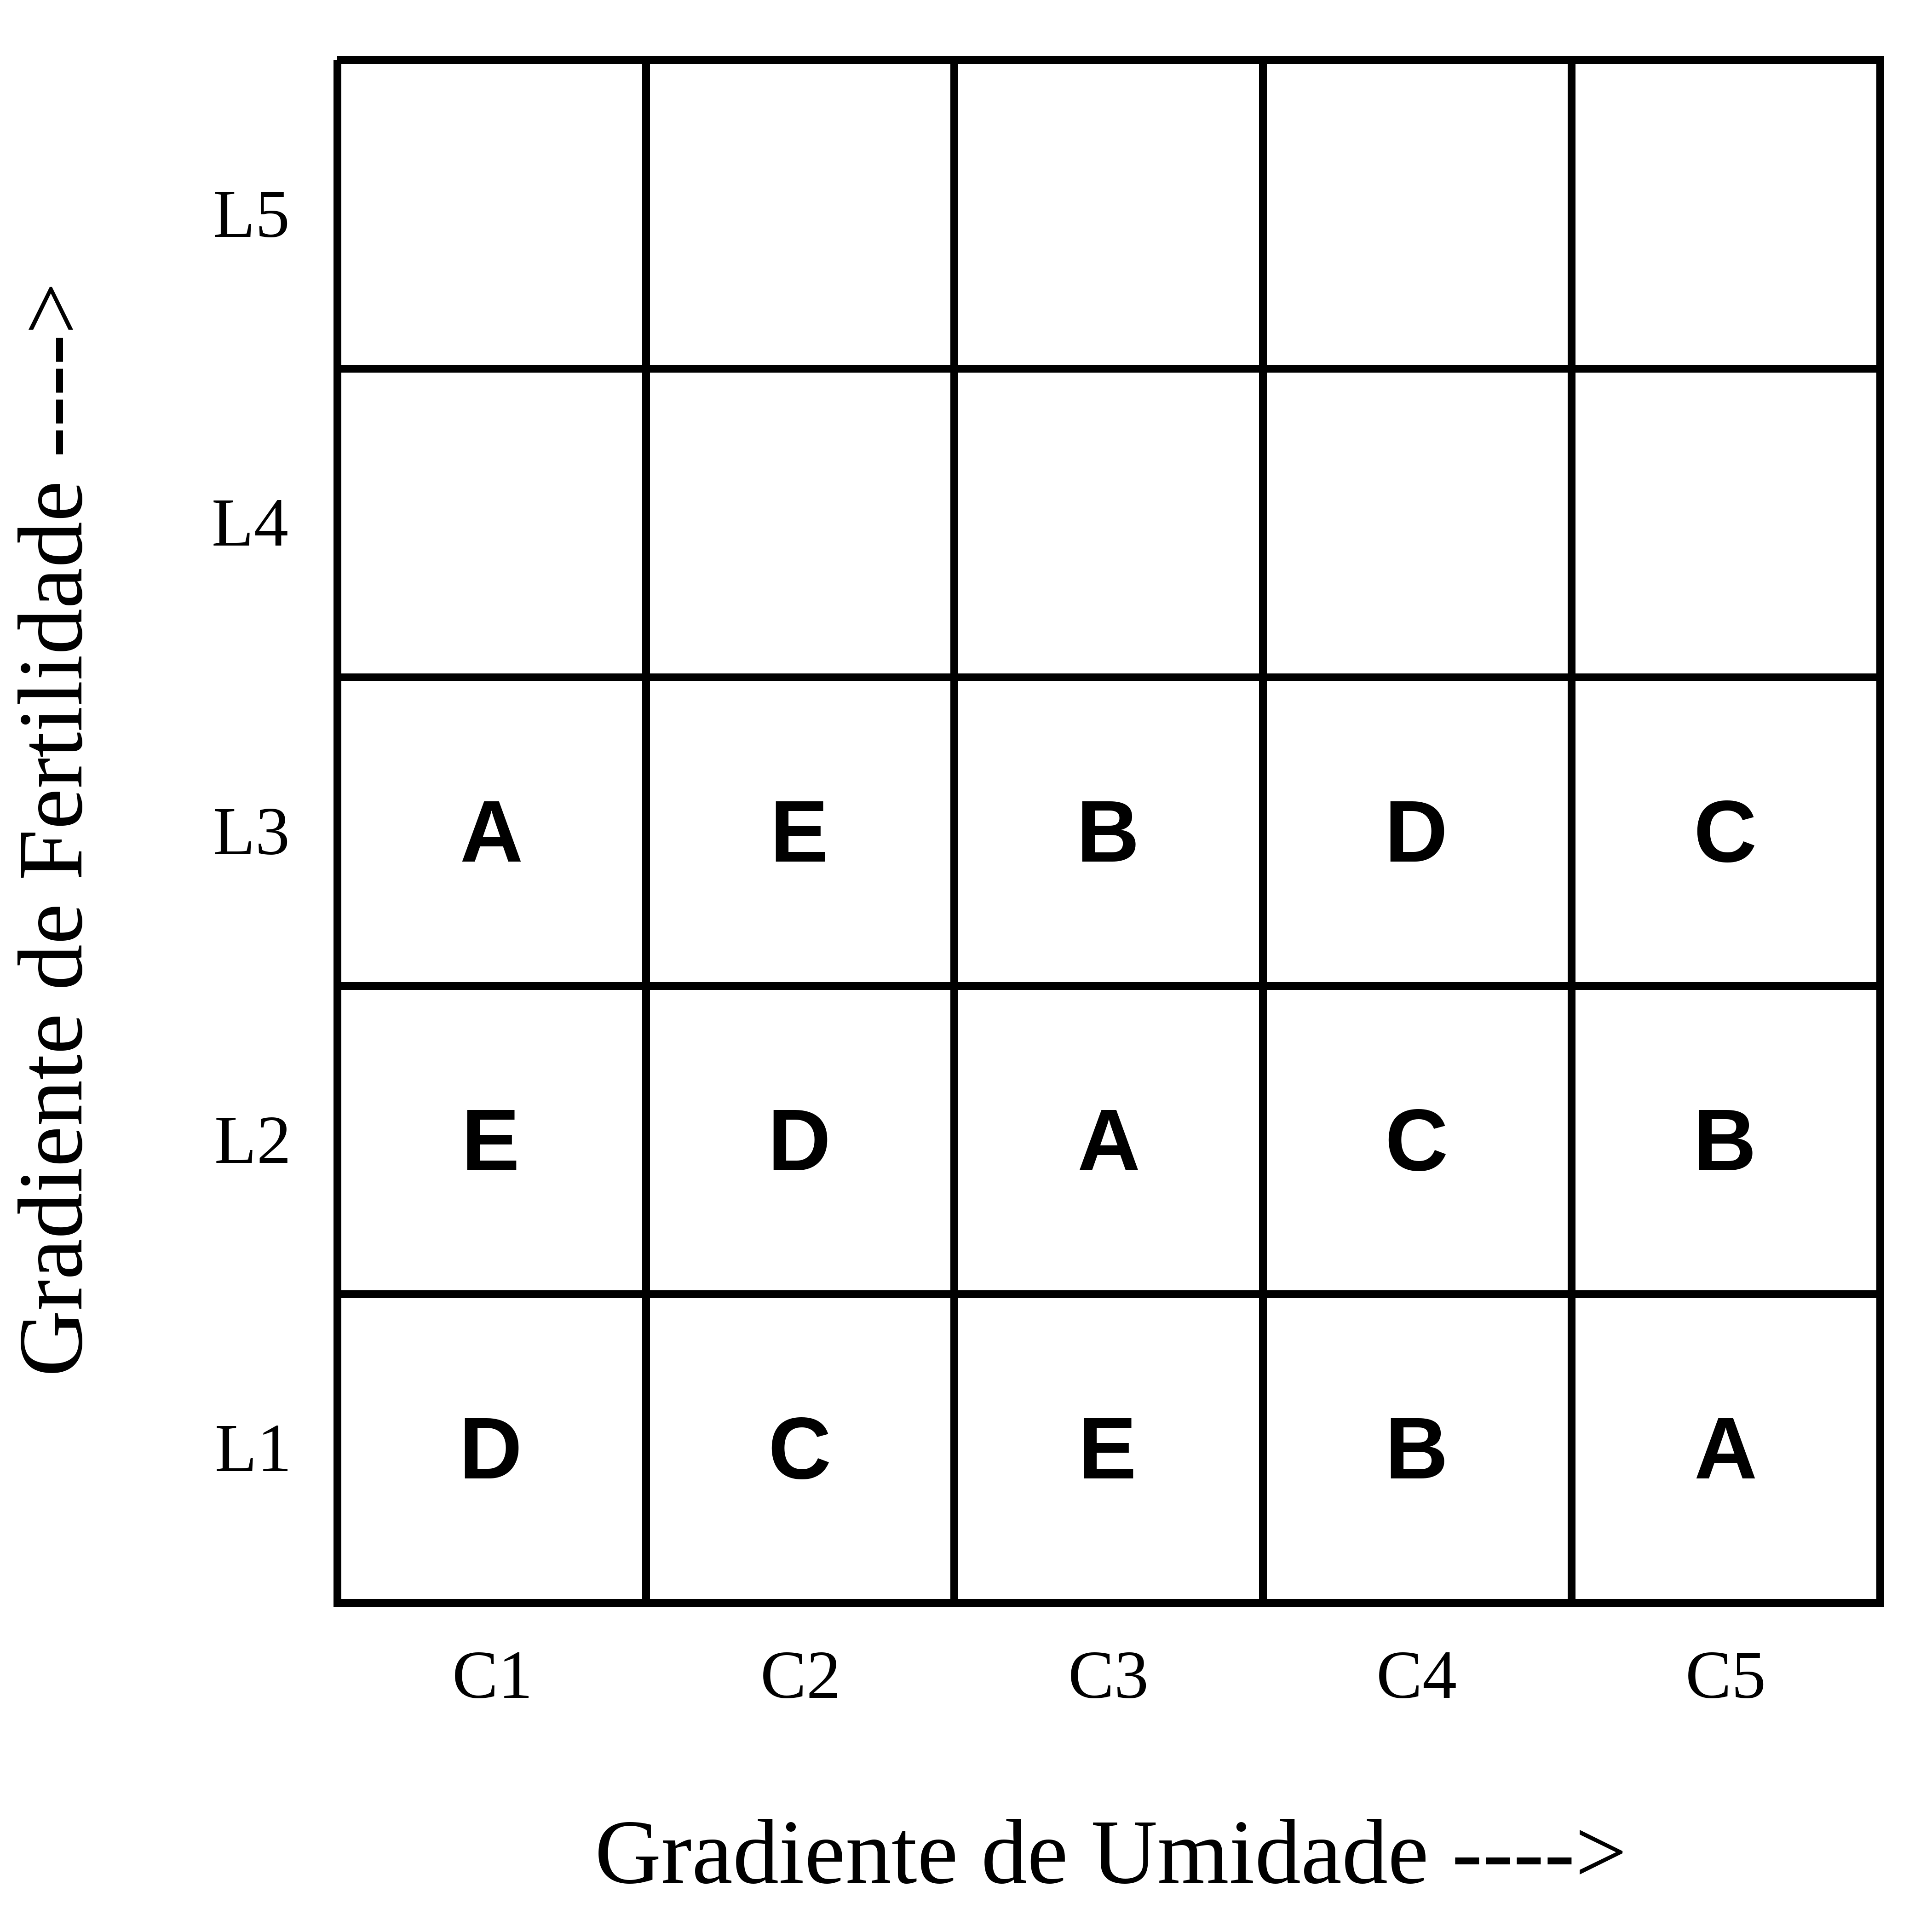 Gradiente de Fertilidade ---->
L5
L4
L3 A E B D C
L2 E D A C B
L1 D C E B A
C1 C2 C3 C4 C5
Gradiente de Umidade ---->